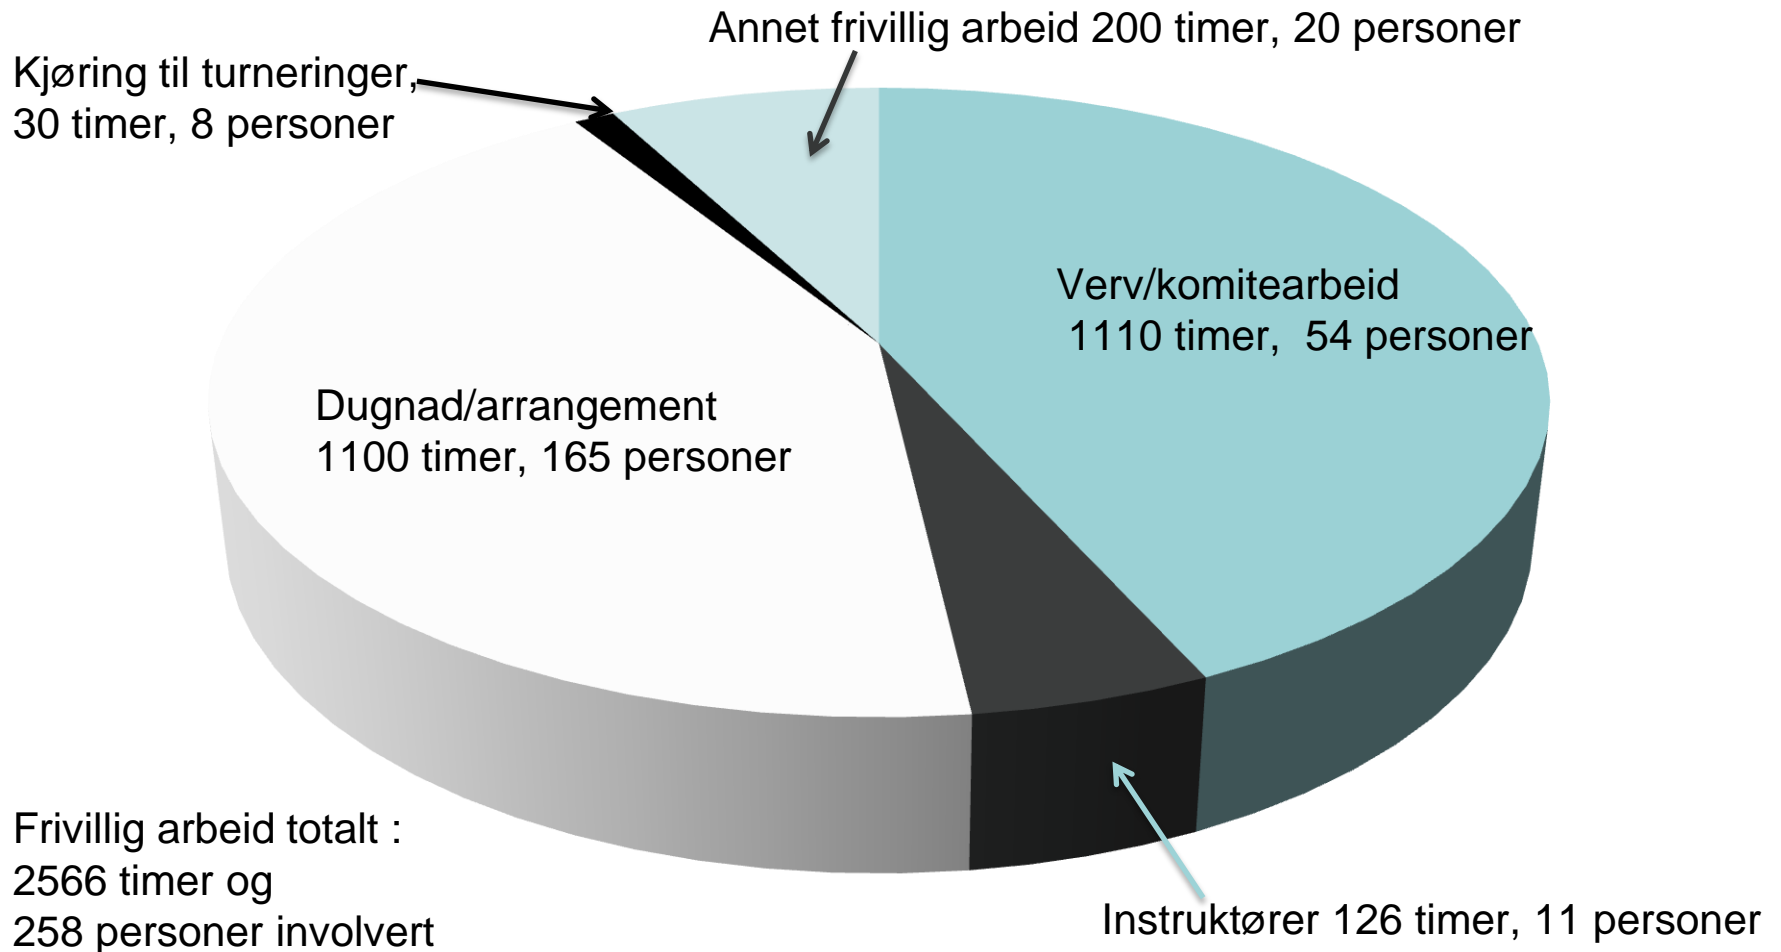 Annet frivillig arbeid 200 timer, 20 personer
Kjøring til turneringer,
30 timer, 8 personer
Verv/komitearbeid
1110 timer, 54 personer
Dugnad/arrangement
1100 timer, 165 personer
Frivillig arbeid totalt :
2566 timer og
258 personer involvert
Instruktører 126 timer, 11 personer